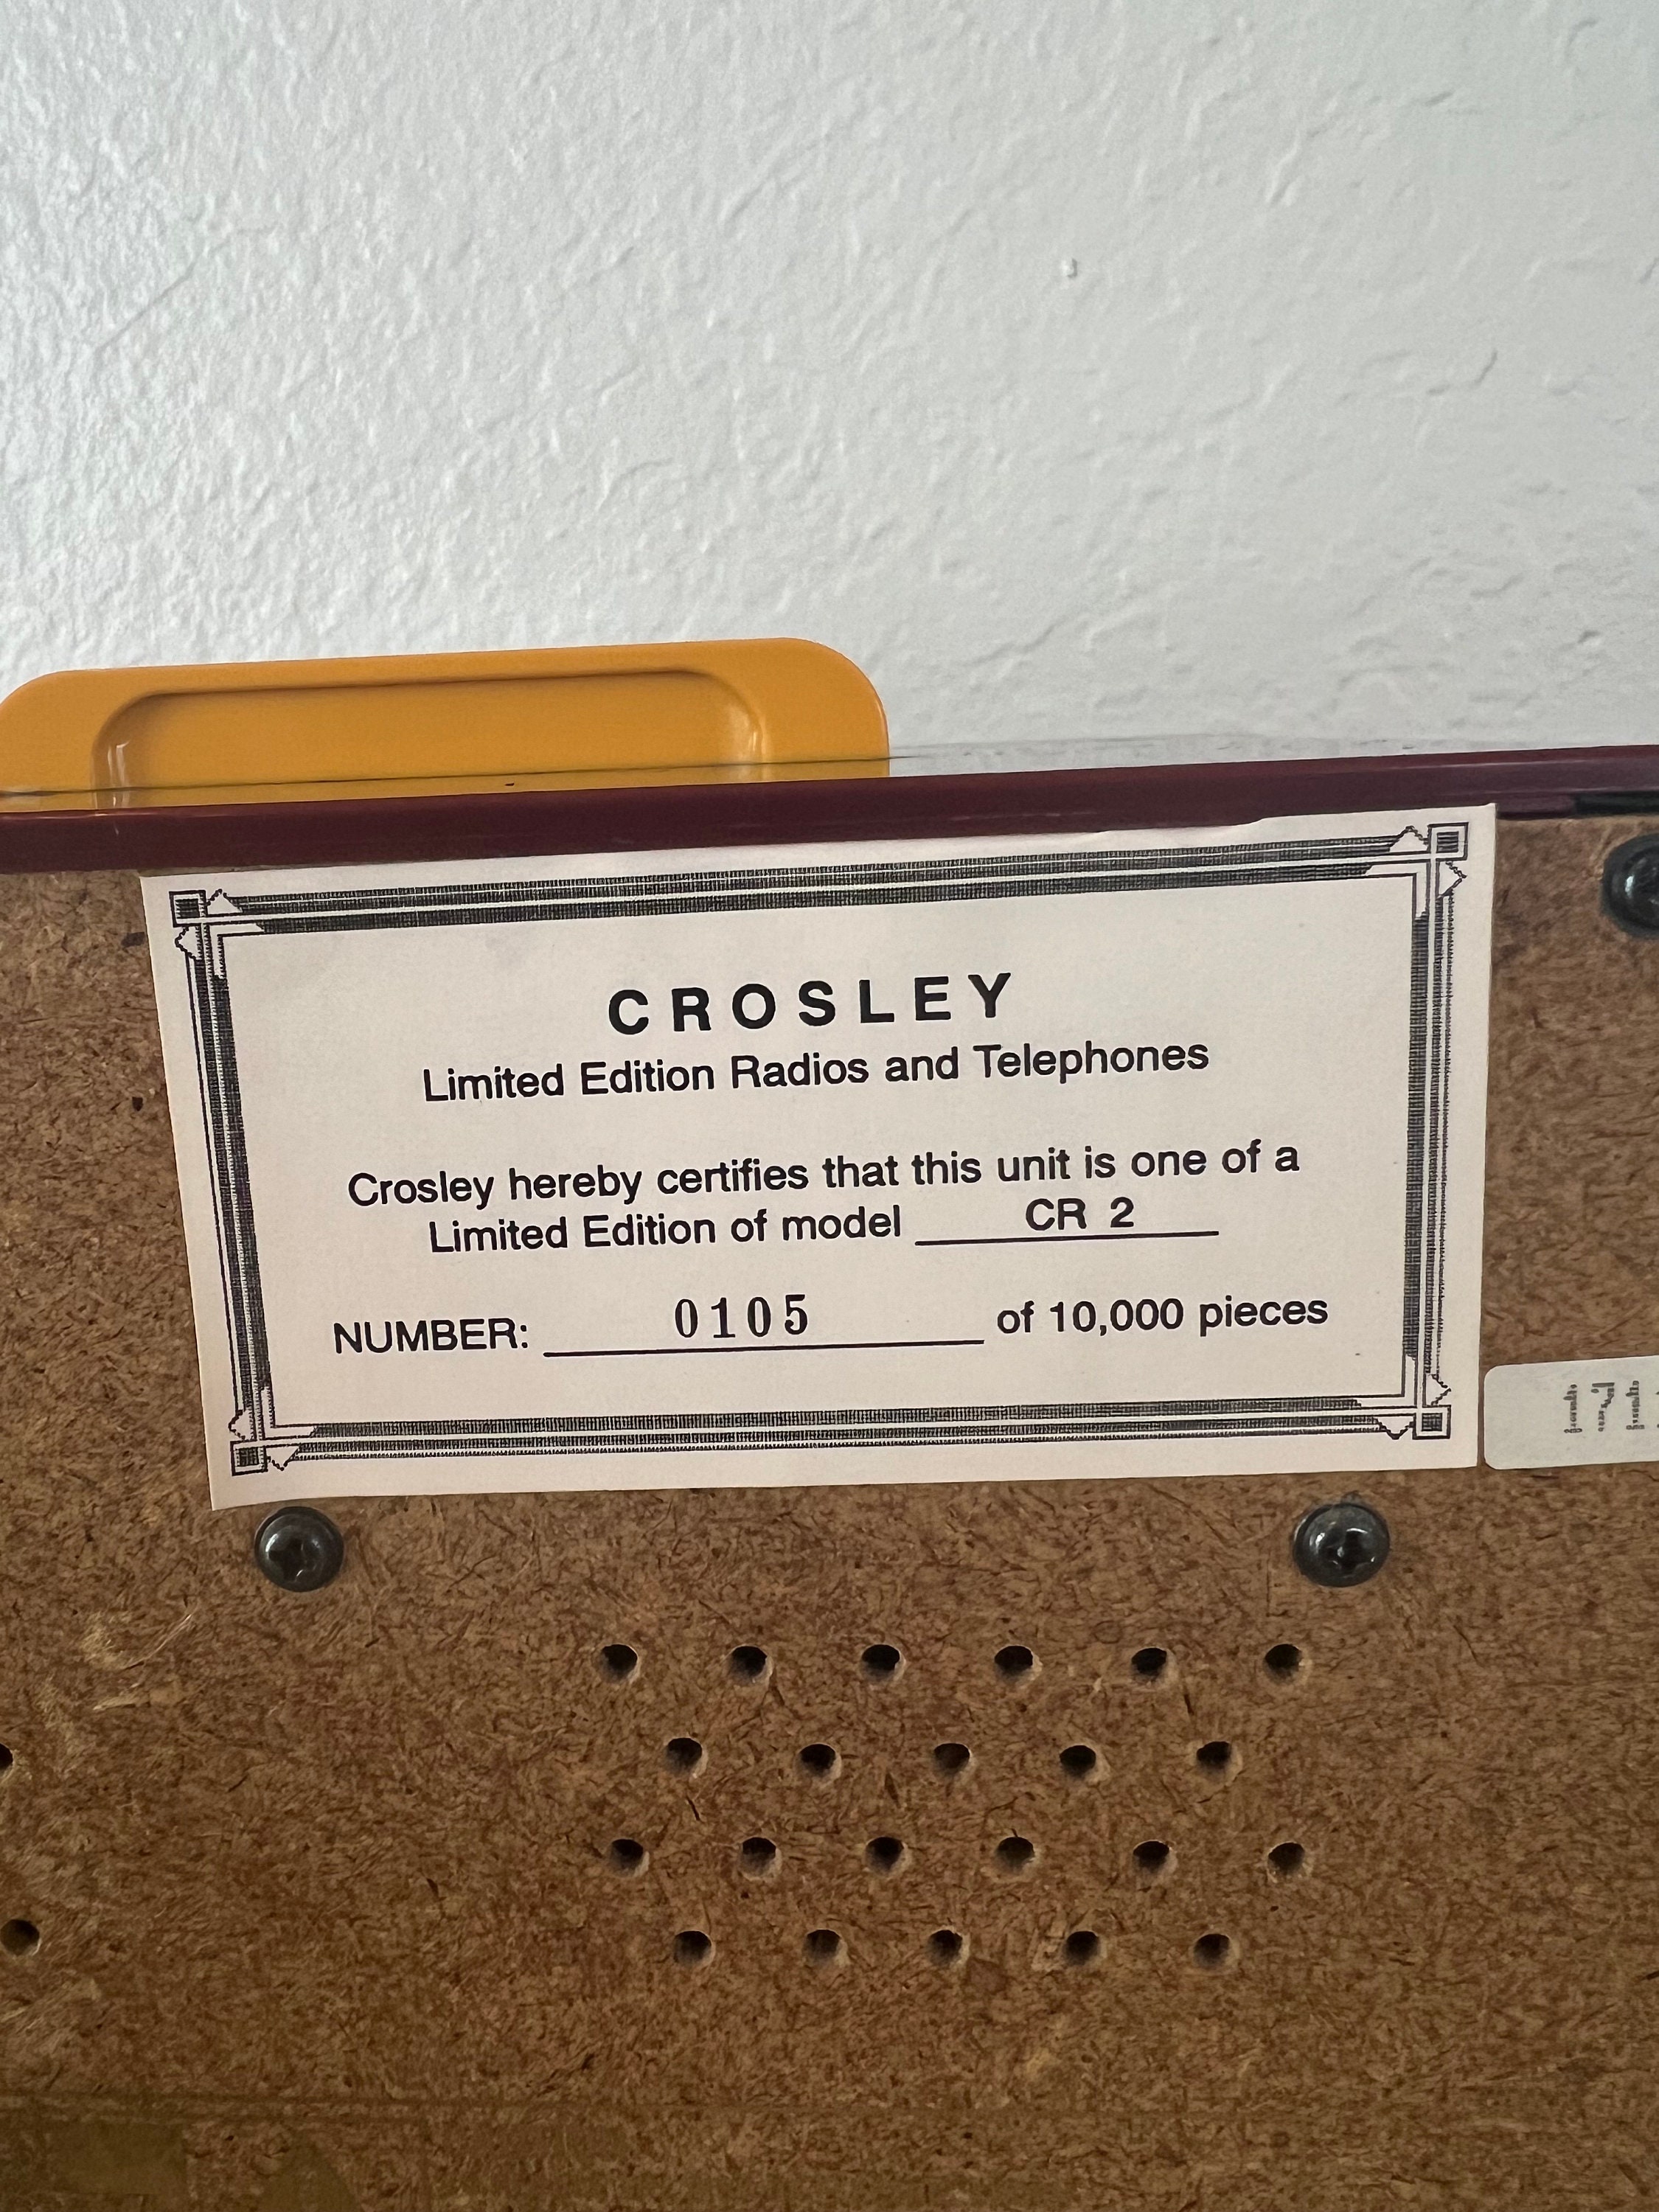 CROSLEY
Limited Edition Radios and Telephones
Crosley hereby certifies that this unit is one of a
Limited Edition of model CR 2
NUMBER: 0105 of 10,000 pieces